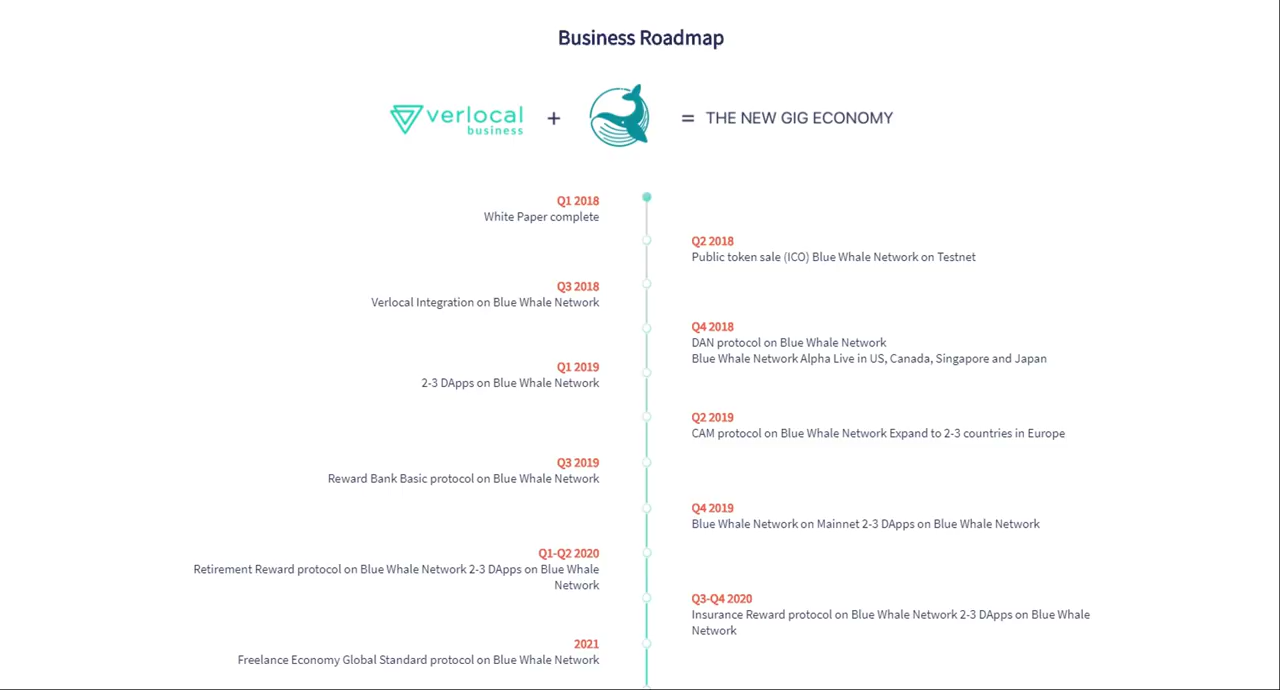 Business Roadmap
verlocal
business
+
= THE NEW GIG ECONOMY
Q1 2018
White Paper complete
Q2 2018
Public token sale (ICO) Blue Whale Network on Testnet
Q3 2018
Verlocal Integration on Blue Whale Network
Q4 2018
DAN protocol on Blue Whale Network
Blue Whale Network Alpha Live in US, Canada, Singapore and Japan
Q1 2019
2-3 DApps on Blue Whale Network
Q2 2019
CAM protocol on Blue Whale Network Expand to 2-3 countries in Europe
Q3 2019
Reward Bank Basic protocol on Blue Whale Network
Q4 2019
Blue Whale Network on Mainnet 2-3 DApps on Blue Whale Network
Q1-Q2 2020
Retirement Reward protocol on Blue Whale Network 2-3 DApps on Blue Whale
Network
Q3-Q4 2020
Insurance Reward protocol on Blue Whale Network 2-3 DApps on Blue Whale
Network
2021
Freelance Economy Global Standard protocol on Blue Whale Network